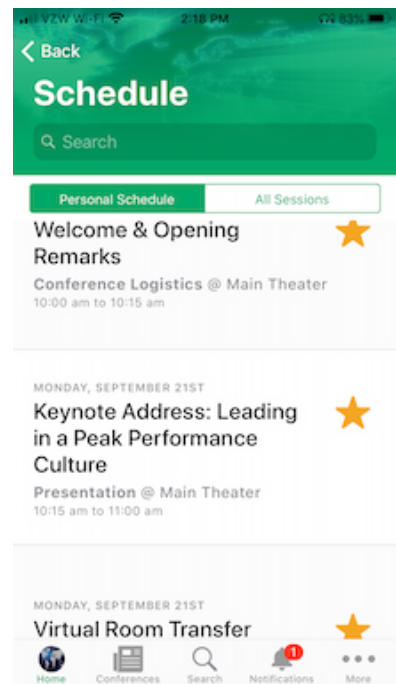 VZW Wi-Fi
2:18 PM
83%
Back
Schedule
Search
Personal Schedule
All Sessions
Welcome & Opening
Remarks
Conference Logistics @ Main Theater
10:00 am to 10:15 am
MONDAY, SEPTEMBER 21ST
Keynote Address: Leading
in a Peak Performance
Culture
Presentation @ Main Theater
10:15 am to 11:00 am
MONDAY, SEPTEMBER 21ST
Virtual Room Transfer
1
Home
Conferences
Search
Notifications
More